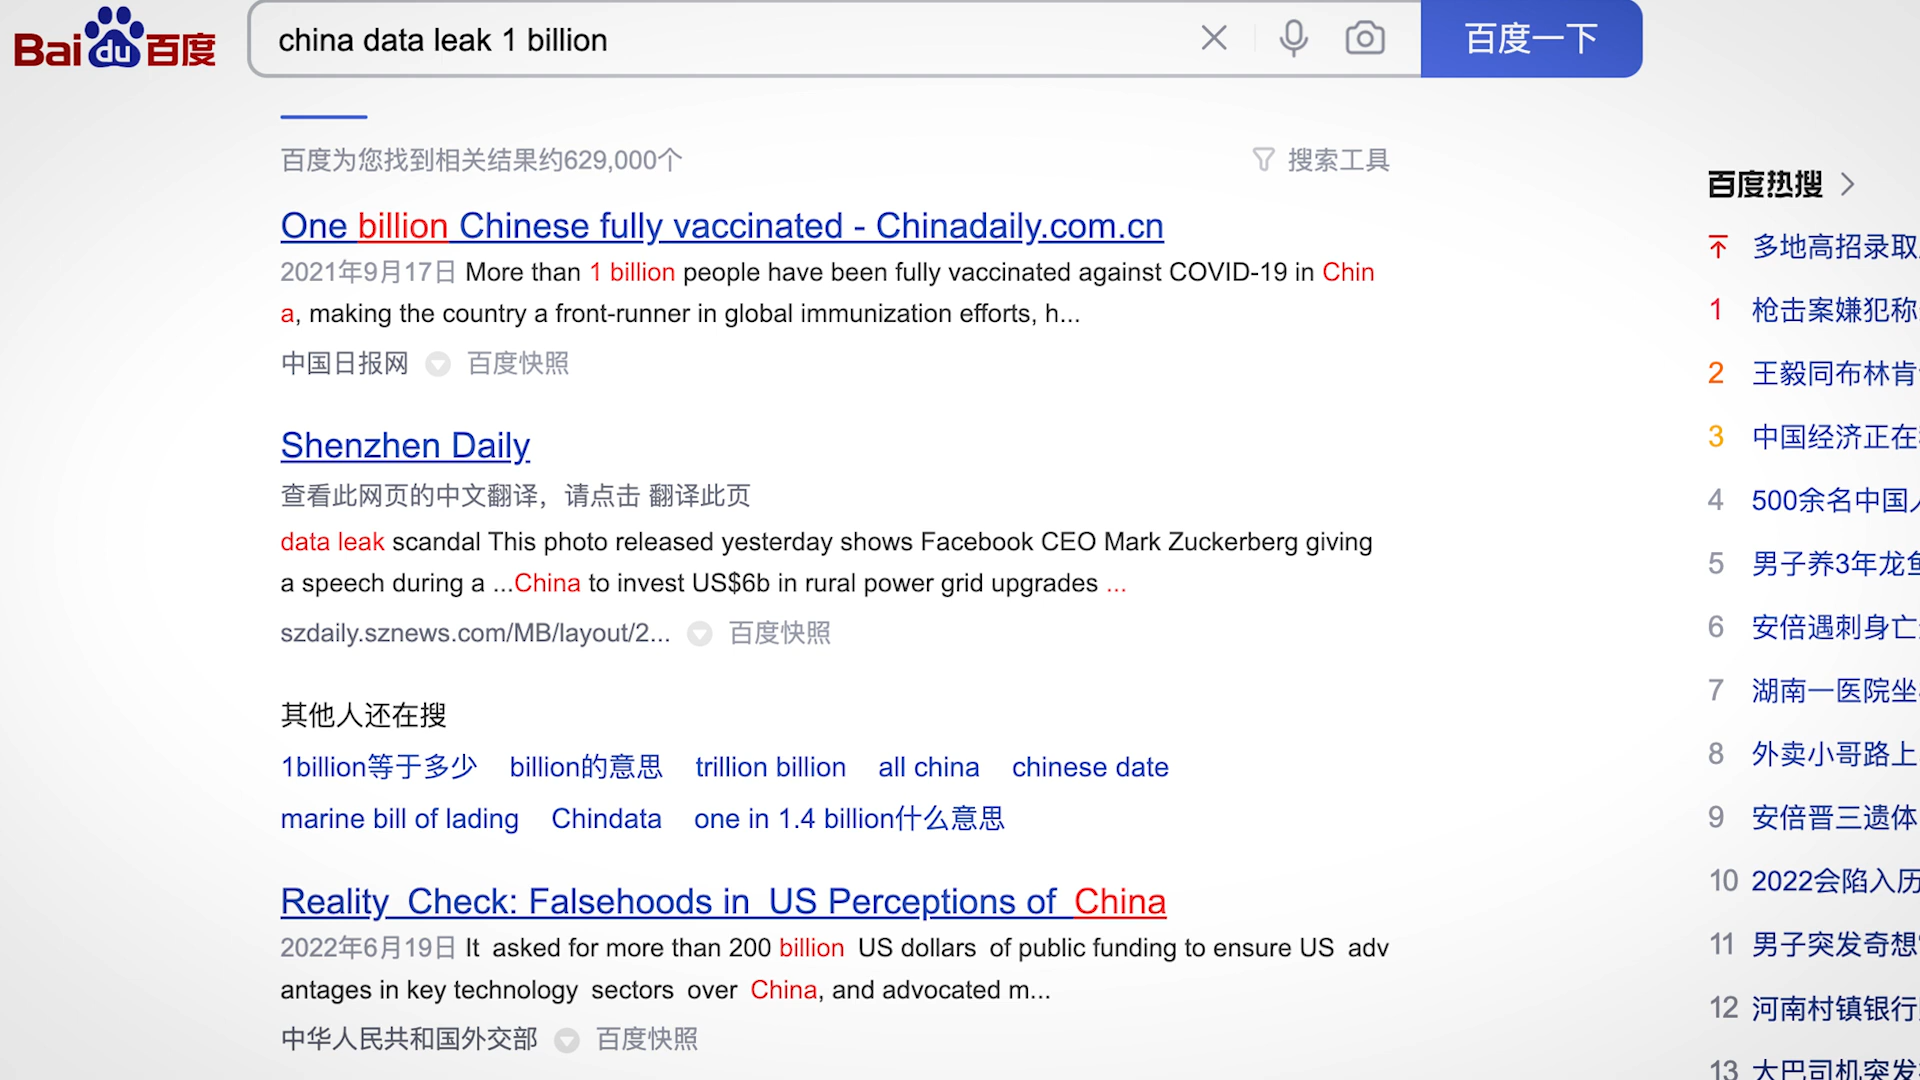 Bai du 百度
china data leak 1 billion
百度一下
百度为您找到相关结果约629,000个
搜索工具
One billion Chinese fully vaccinated - Chinadaily.com.cn
2021年9月17日 More than 1 billion people have been fully vaccinated against COVID-19 in Chin
a, making the country a front-runner in global immunization efforts, h...
中国日报网 百度快照
Shenzhen Daily
查看此网页的中文翻译，请点击 翻译此页
data leak scandal This photo released yesterday shows Facebook CEO Mark Zuckerberg giving
a speech during a ...China to invest US$6b in rural power grid upgrades ...
szdaily.sznews.com/MB/layout/2... 百度快照
其他人还在搜
1billion等于多少 billion的意思 trillion billion all china chinese date
marine bill of lading Chindata one in 1.4 billion什么意思
Reality Check: Falsehoods in US Perceptions of China
2022年6月19日 It asked for more than 200 billion US dollars of public funding to ensure US adv
antages in key technology sectors over China, and advocated m...
中华人民共和国外交部 百度快照
百度热搜
多地高招录取
1 枪击案嫌犯称
2 王毅同布林肯
3 中国经济正在
4 500余名中国人
5 男子养3年龙鱼
6 安倍遇刺身亡
7 湖南一医院坐
8 外卖小哥路上
9 安倍晋三遗体
10 2022会陷入历
11 男子突发奇想
12 河南村镇银行
13 大巴司机突发